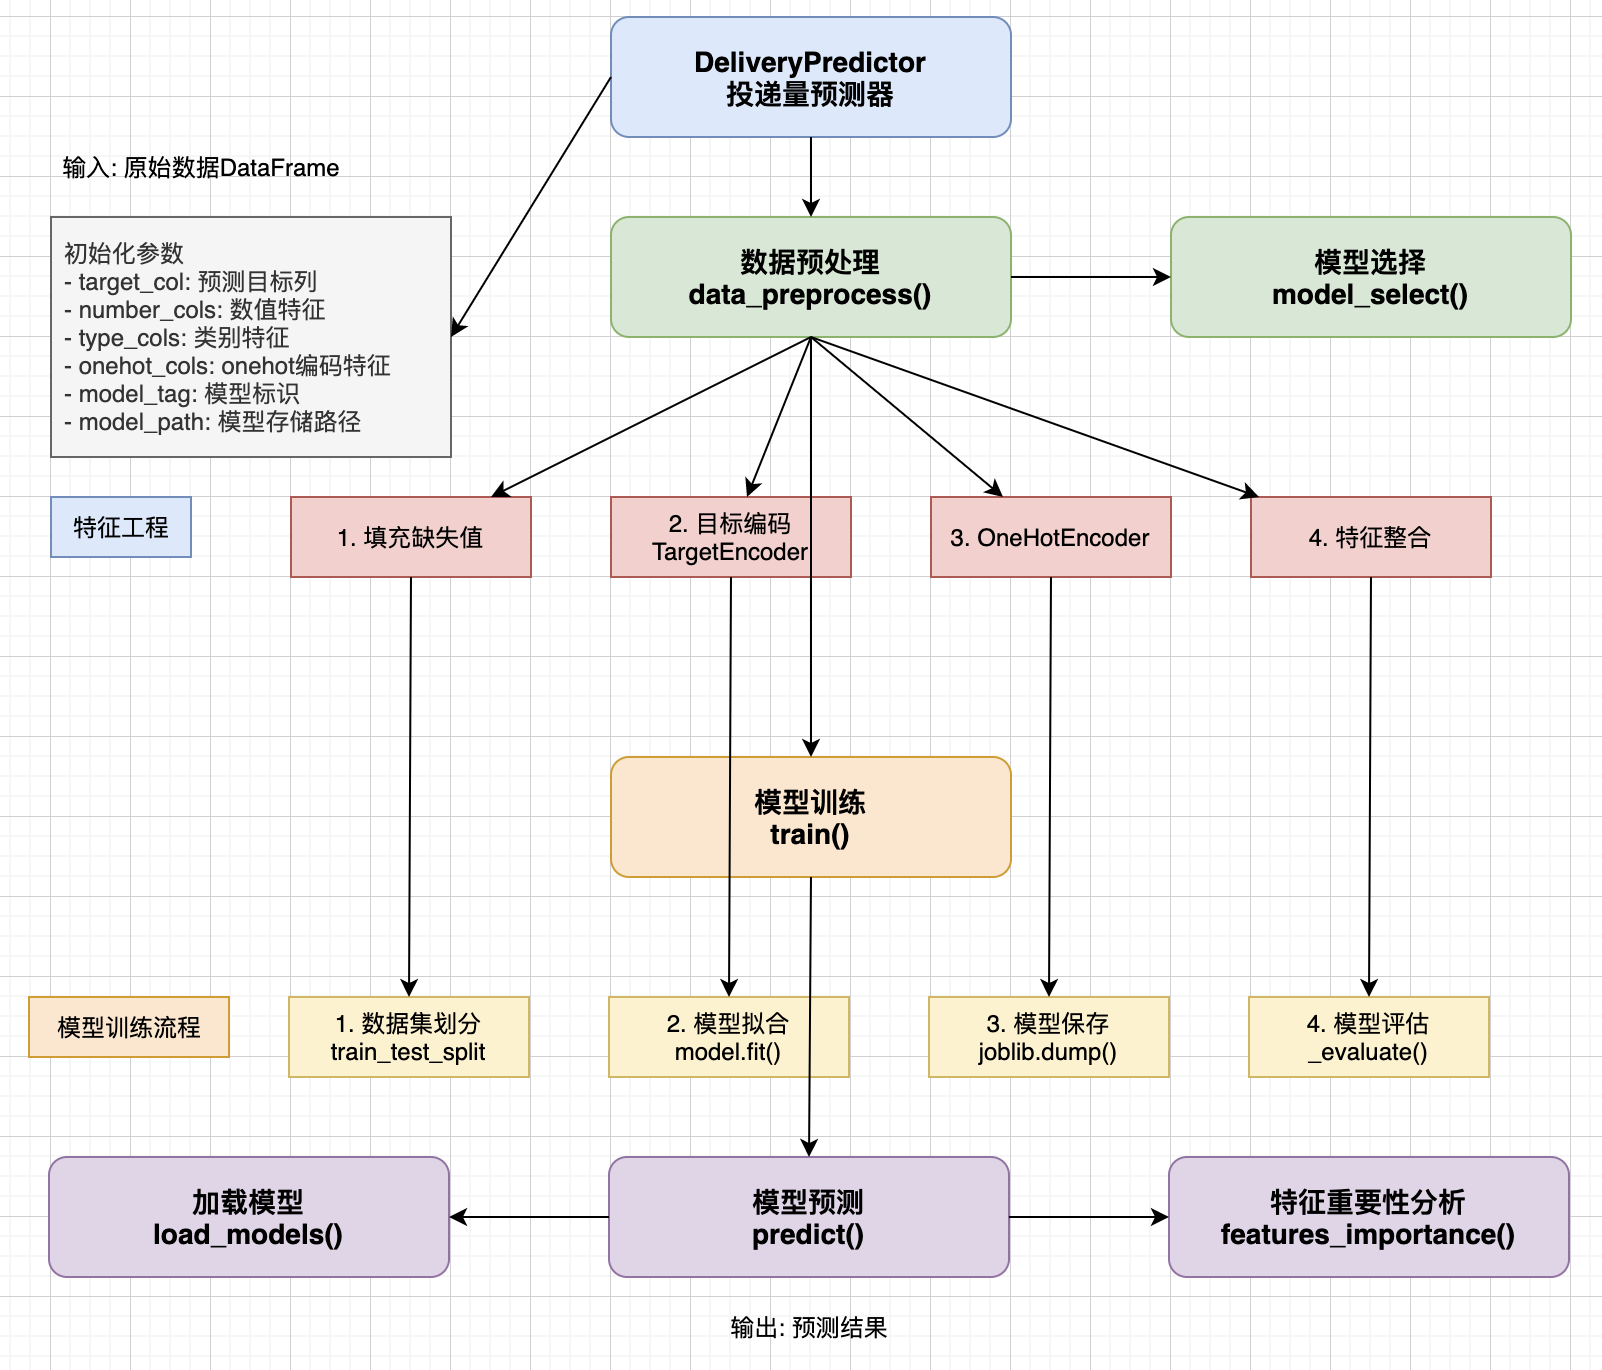 DeliveryPredictor
投递量预测器
输入: 原始数据DataFrame
初始化参数
- target_col: 预测目标列
- number_cols: 数值特征
- type_cols: 类别特征
- onehot_cols: onehot编码特征
- model_tag: 模型标识
- model_path: 模型存储路径
数据预处理
data_preprocess()
模型选择
model_select()
特征工程
1. 填充缺失值
2. 目标编码
TargetEncoder
3. OneHotEncoder
4. 特征整合
模型训练
train()
模型训练流程
1. 数据集划分
train_test_split
2. 模型拟合
model.fit()
3. 模型保存
joblib.dump()
4. 模型评估
_evaluate()
加载模型
load_models()
模型预测
predict()
特征重要性分析
features_importance()
输出: 预测结果